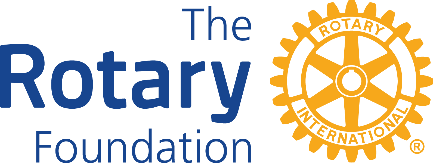 The
Rotary
Foundation
ROTARY
INTERNATIONAL
®